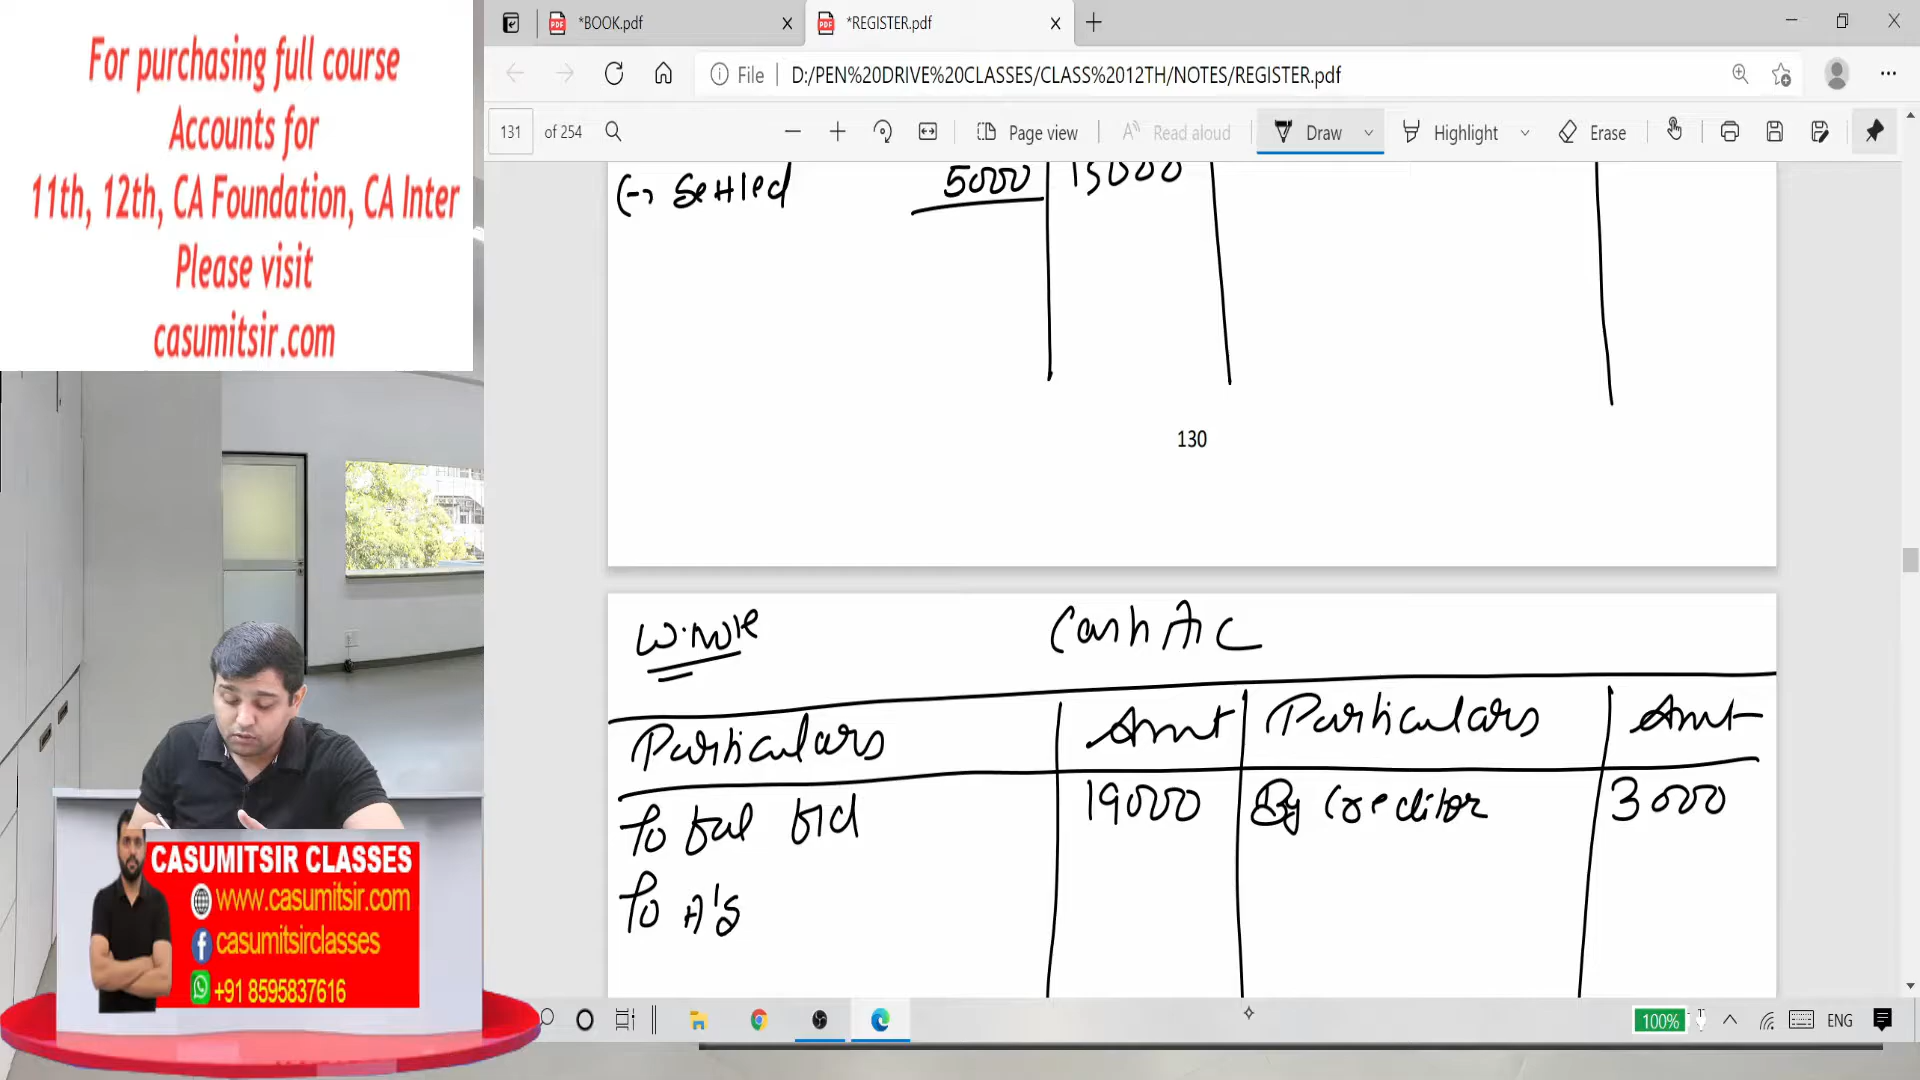 For purchasing full course
Accounts for
11th, 12th, CA Foundation, CA Inter
Please visit
casumitsir.com
*BOOK.pdf
*REGISTER.pdf
File
D:/PEN%20DRIVE%20CLASSES/CLASS%2012TH/NOTES/REGISTER.pdf
131 of 254
Page view
Read aloud
Draw
Highlight
Erase
(-) Settled 5000 15000
130
W.Note
Cash A/c
Particulars Amt Particulars Amt
To bal b/d 19000 By Creditor 3000
To A's
CASUMITSIR CLASSES
www.casumitsir.com
casumitsirclasses
+91 8595837616
100%
ENG